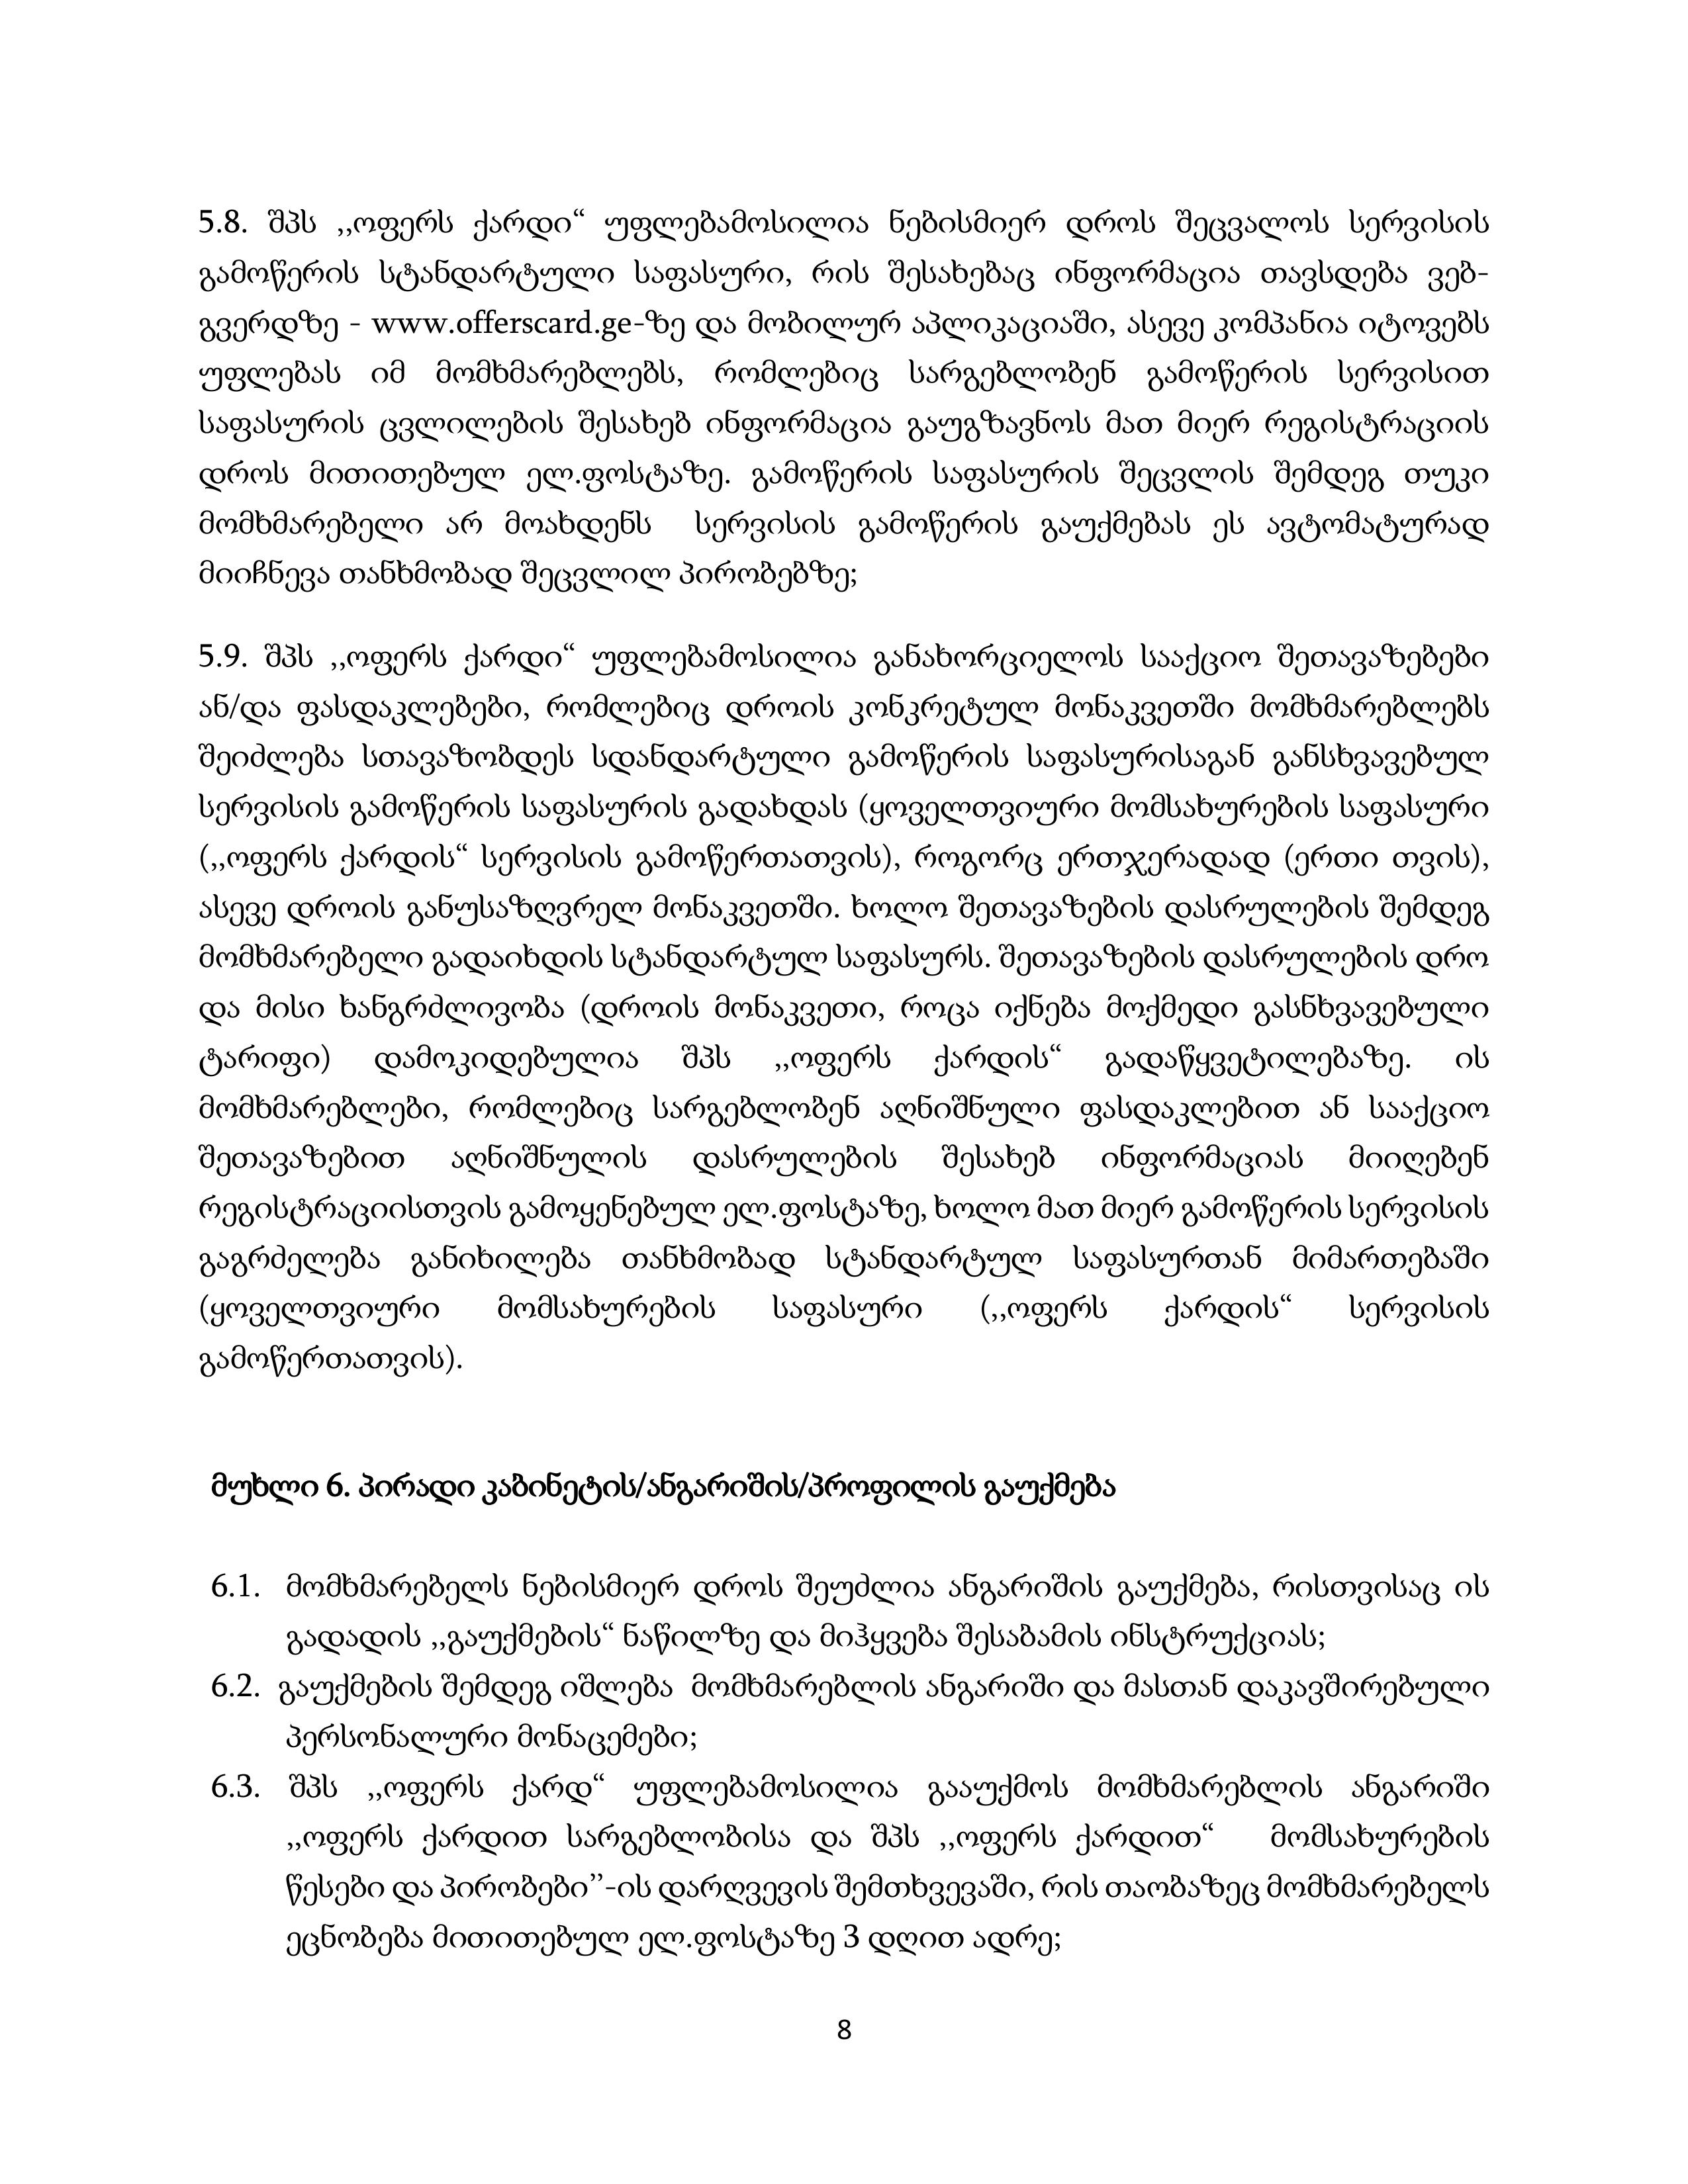 5.8. შპს ,,ოფერს ქარდი“ უფლებამოსილია ნებისმიერ დროს შეცვალოს სერვისის
გამოწერის სტანდარტული საფასური, რის შესახებაც ინფორმაცია თავსდება ვებ-
გვერდზე - www.offerscard.ge-ზე და მობილურ აპლიკაციაში, ასევე კომპანია იტოვებს
უფლებას იმ მომხმარებლებს, რომლებიც სარგებლობენ გამოწერის სერვისით
საფასურის ცვლილების შესახებ ინფორმაცია გაუგზავნოს მათ მიერ რეგისტრაციის
დროს მითითებულ ელ.ფოსტაზე. გამოწერის საფასურის შეცვლის შემდეგ თუკი
მომხმარებელი არ მოახდენს სერვისის გამოწერის გაუქმებას ეს ავტომატურად
მიიჩნევა თანხმობად შეცვლილ პირობებზე;
5.9. შპს ,,ოფერს ქარდი“ უფლებამოსილია განახორციელოს სააქციო შეთავაზებები
ან/და ფასდაკლებები, რომლებიც დროის კონკრეტულ მონაკვეთში მომხმარებლებს
შეიძლება სთავაზობდეს სდანდარტული გამოწერის საფასურისაგან განსხვავებულ
სერვისის გამოწერის საფასურის გადახდას (ყოველთვიური მომსახურების საფასური
(,,ოფერს ქარდის“ სერვისის გამოწერთათვის), როგორც ერთჯერადად (ერთი თვის),
ასევე დროის განუსაზღვრელ მონაკვეთში. ხოლო შეთავაზების დასრულების შემდეგ
მომხმარებელი გადაიხდის სტანდარტულ საფასურს. შეთავაზების დასრულების დრო
და მისი ხანგრძლივობა (დროის მონაკვეთი, როცა იქნება მოქმედი გასნხვავებული
ტარიფი) დამოკიდებულია შპს ,,ოფერს ქარდის“ გადაწყვეტილებაზე. ის
მომხმარებლები, რომლებიც სარგებლობენ აღნიშნული ფასდაკლებით ან სააქციო
შეთავაზებით აღნიშნულის დასრულების შესახებ ინფორმაციას მიიღებენ
რეგისტრაციისთვის გამოყენებულ ელ.ფოსტაზე, ხოლო მათ მიერ გამოწერის სერვისის
გაგრძელება განიხილება თანხმობად სტანდარტულ საფასურთან მიმართებაში
(ყოველთვიური მომსახურების საფასური (,,ოფერს ქარდის“ სერვისის
გამოწერთათვის).
მუხლი 6. პირადი კაბინეტის/ანგარიშის/პროფილის გაუქმება
6.1. მომხმარებელს ნებისმიერ დროს შეუძლია ანგარიშის გაუქმება, რისთვისაც ის
გადადის ,,გაუქმების“ ნაწილზე და მიჰყვება შესაბამის ინსტრუქციას;
6.2. გაუქმების შემდეგ იშლება მომხმარებლის ანგარიში და მასთან დაკავშირებული
პერსონალური მონაცემები;
6.3. შპს ,,ოფერს ქარდ“ უფლებამოსილია გააუქმოს მომხმარებლის ანგარიში
,,ოფერს ქარდით სარგებლობისა და შპს ,,ოფერს ქარდით“ მომსახურების
წესები და პირობები’’-ის დარღვევის შემთხვევაში, რის თაობაზეც მომხმარებელს
ეცნობება მითითებულ ელ.ფოსტაზე 3 დღით ადრე;
8